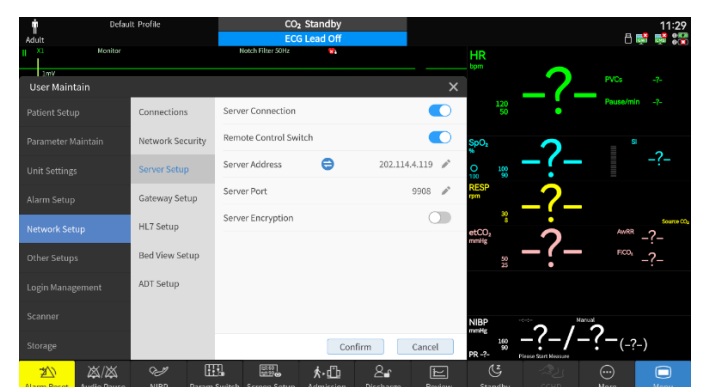 Default Profile
CO₂ Standby
11:29
Adult
ECG Lead Off
II X1 Monitor Notch Filter 50Hz
1mV
HR
bpm
120
50
-?-
PVCs -?-
Pause/min -?-
User Maintain
Patient Setup
Parameter Maintain
Unit Settings
Alarm Setup
Network Setup
Other Setups
Login Management
Scanner
Storage
Connections
Network Security
Server Setup
Gateway Setup
HL7 Setup
Bed View Setup
ADT Setup
Server Connection
Remote Control Switch
Server Address 202.114.4.119
Server Port 9908
Server Encryption
Confirm Cancel
SpO₂
%
100
90
-?-
SI
-?-
RESP
rpm
30
8
-?-
Source CO₂
etCO₂
mmHg
50
25
-?-
AwRR -?-
FiCO₂ -?-
NIBP
mmHg
160
90
--:--
Manual
-?-/-?-(-?-)
PR -?-
Please Start Measure
Alarm Reset
Audio Pause
NIBP
Param Switch
Screen Setup
Admission
Discharge
Review
Standby
More
Menu